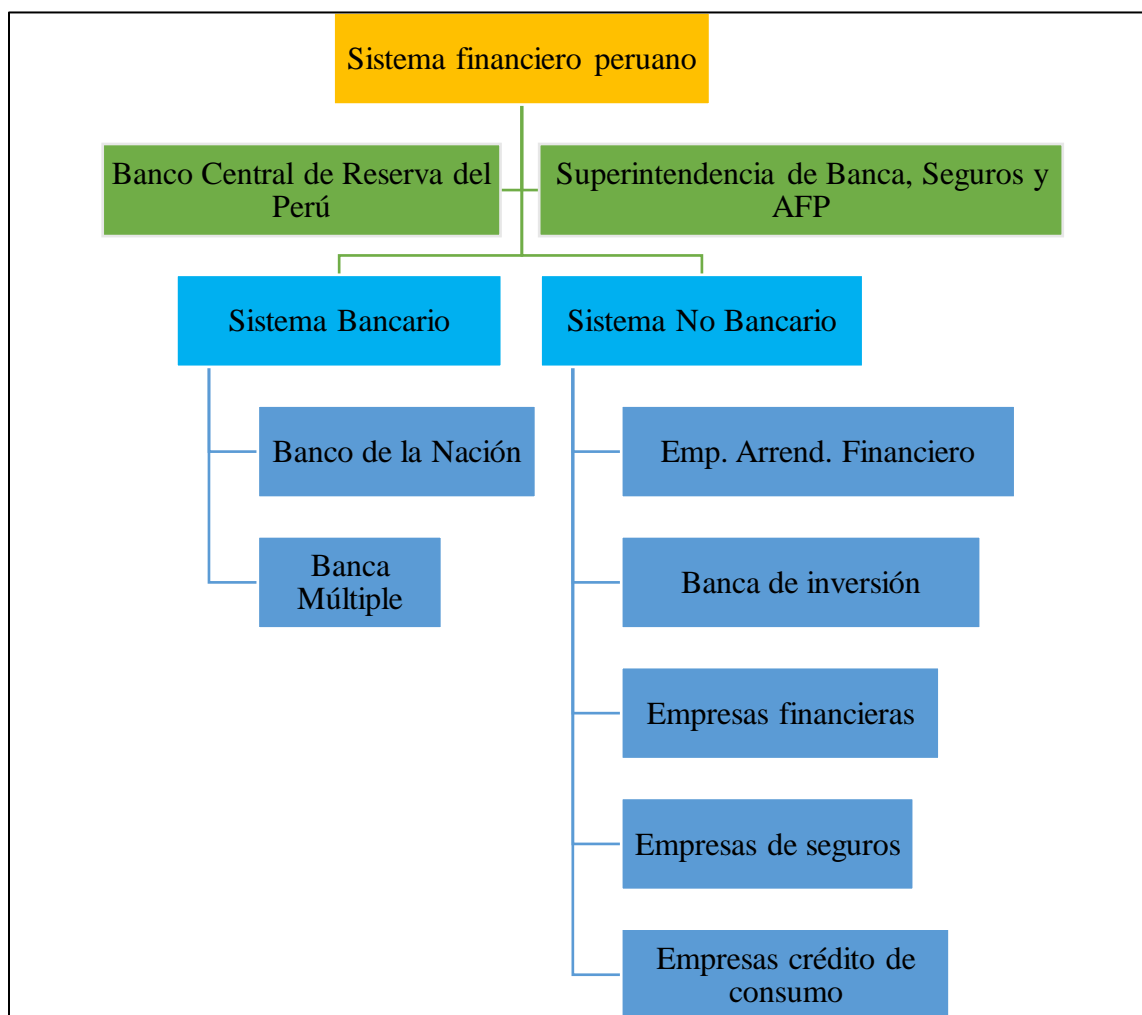 Sistema financiero peruano
Banco Central de Reserva del
Perú
Superintendencia de Banca, Seguros y
AFP
Sistema Bancario
Sistema No Bancario
Banco de la Nación
Banca
Múltiple
Emp. Arrend. Financiero
Banca de inversión
Empresas financieras
Empresas de seguros
Empresas crédito de
consumo